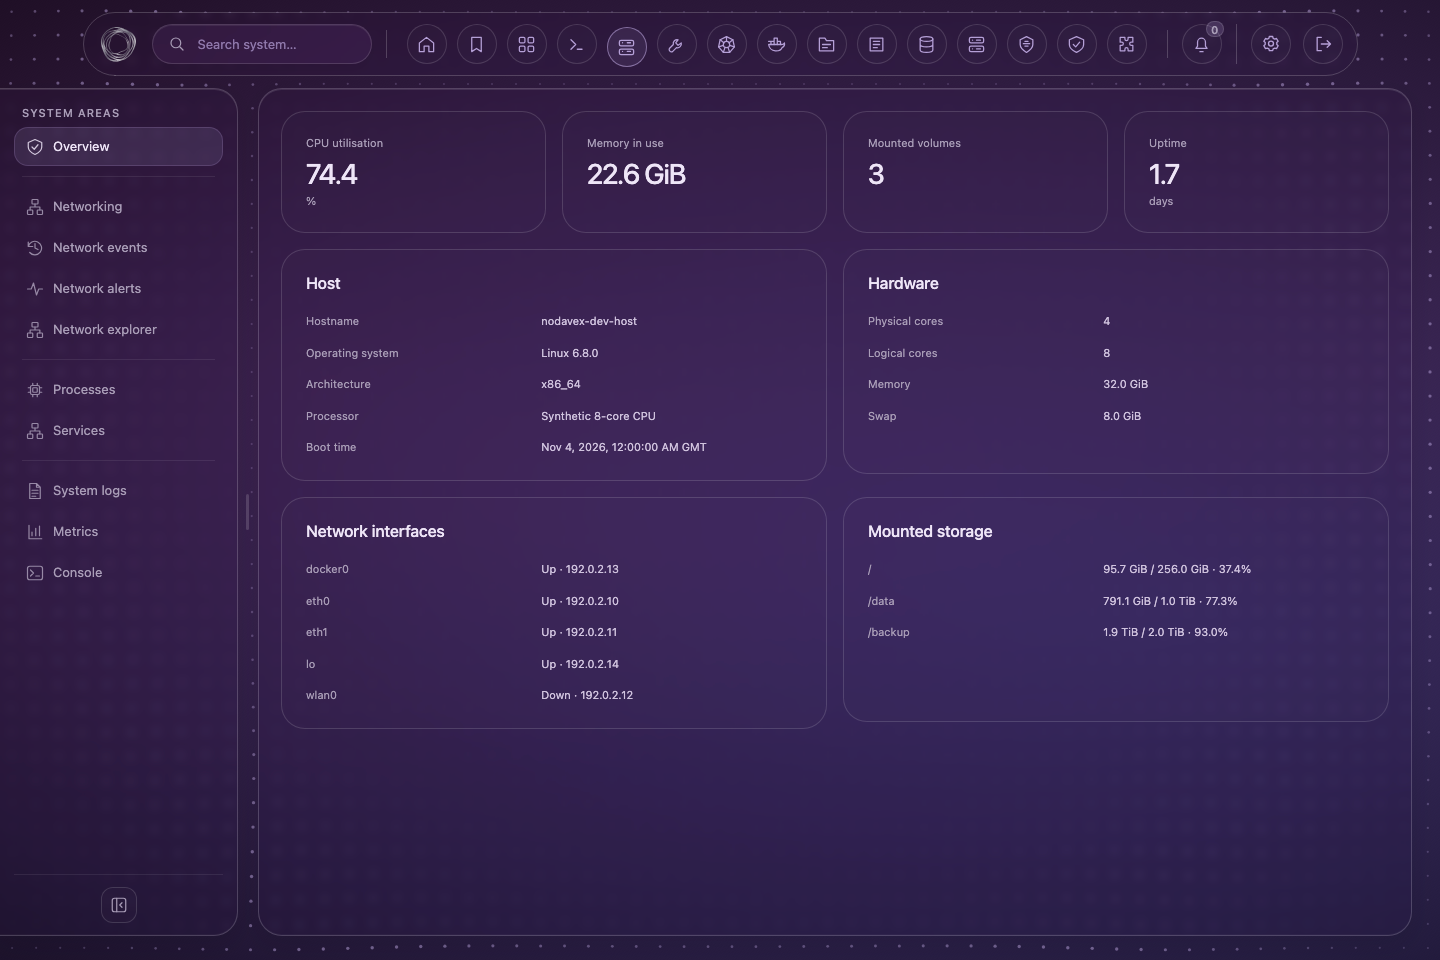 Search system...
0
SYSTEM AREAS
Overview
Networking
Network events
Network alerts
Network explorer
Processes
Services
System logs
Metrics
Console
CPU utilisation
74.4
%
Memory in use
22.6 GiB
Mounted volumes
3
Uptime
1.7
days
Host
Hostname nodavex-dev-host
Operating system Linux 6.8.0
Architecture x86_64
Processor Synthetic 8-core CPU
Boot time Nov 4, 2026, 12:00:00 AM GMT
Hardware
Physical cores 4
Logical cores 8
Memory 32.0 GiB
Swap 8.0 GiB
Network interfaces
docker0 Up · 192.0.2.13
eth0 Up · 192.0.2.10
eth1 Up · 192.0.2.11
lo Up · 192.0.2.14
wlan0 Down · 192.0.2.12
Mounted storage
/ 95.7 GiB / 256.0 GiB · 37.4%
/data 791.1 GiB / 1.0 TiB · 77.3%
/backup 1.9 TiB / 2.0 TiB · 93.0%